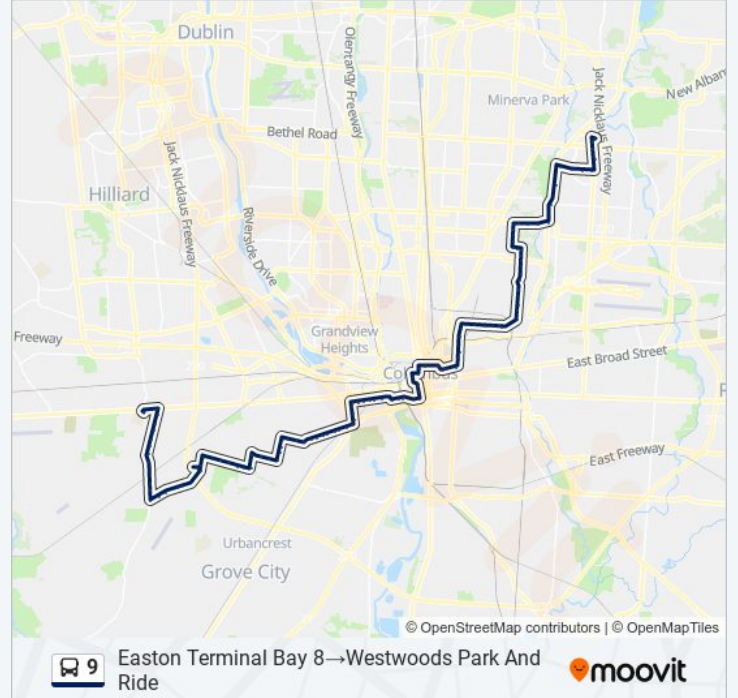 Dublin
Olentangy Freeway
Jack Nicklaus Freeway
New Alban
Minerva Park
Bethel Road
Jack Nicklaus Freeway
Hilliard
Riverside Drive
Freeway
Grandview
Heights
East Broad Street
Columbus
East Freeway
Urbancrest
Grove City
© OpenStreetMap contributors | © OpenMapTiles
9
Easton Terminal Bay 8→Westwoods Park And
Ride
moovit